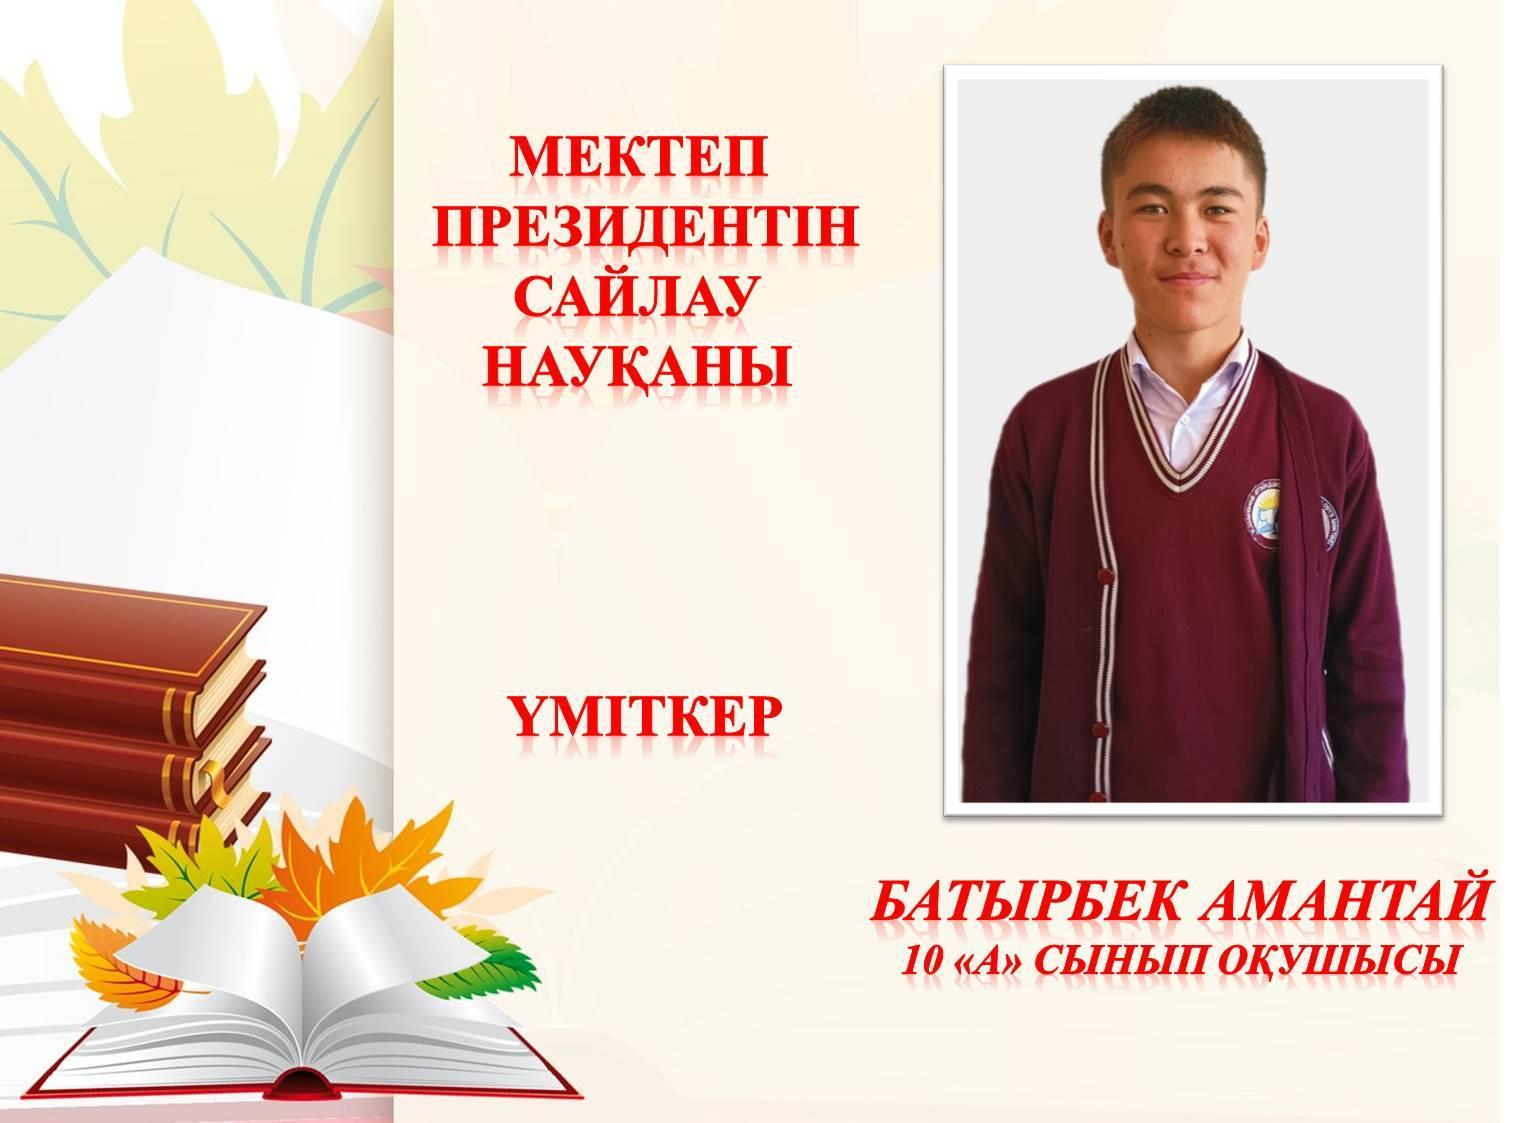 МЕКТЕП
ПРЕЗИДЕНТІН
САЙЛАУ
НАУҚАНЫ
ҮМІТКЕР
БАТЫРБЕК АМАНТАЙ
10 «А» СЫНЫП ОҚУШЫСЫ